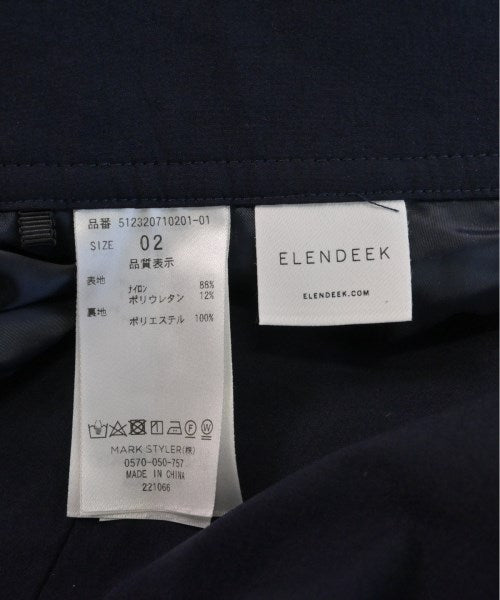 品番 512320710201-01
SIZE 02
品質表示
表地 ナイロン 88%
ポリウレタン 12%
裏地 ポリエステル 100%
MARK STYLER(株)
0570-050-757
MADE IN CHINA
221066
ELENDEEK
ELENDEEK.COM